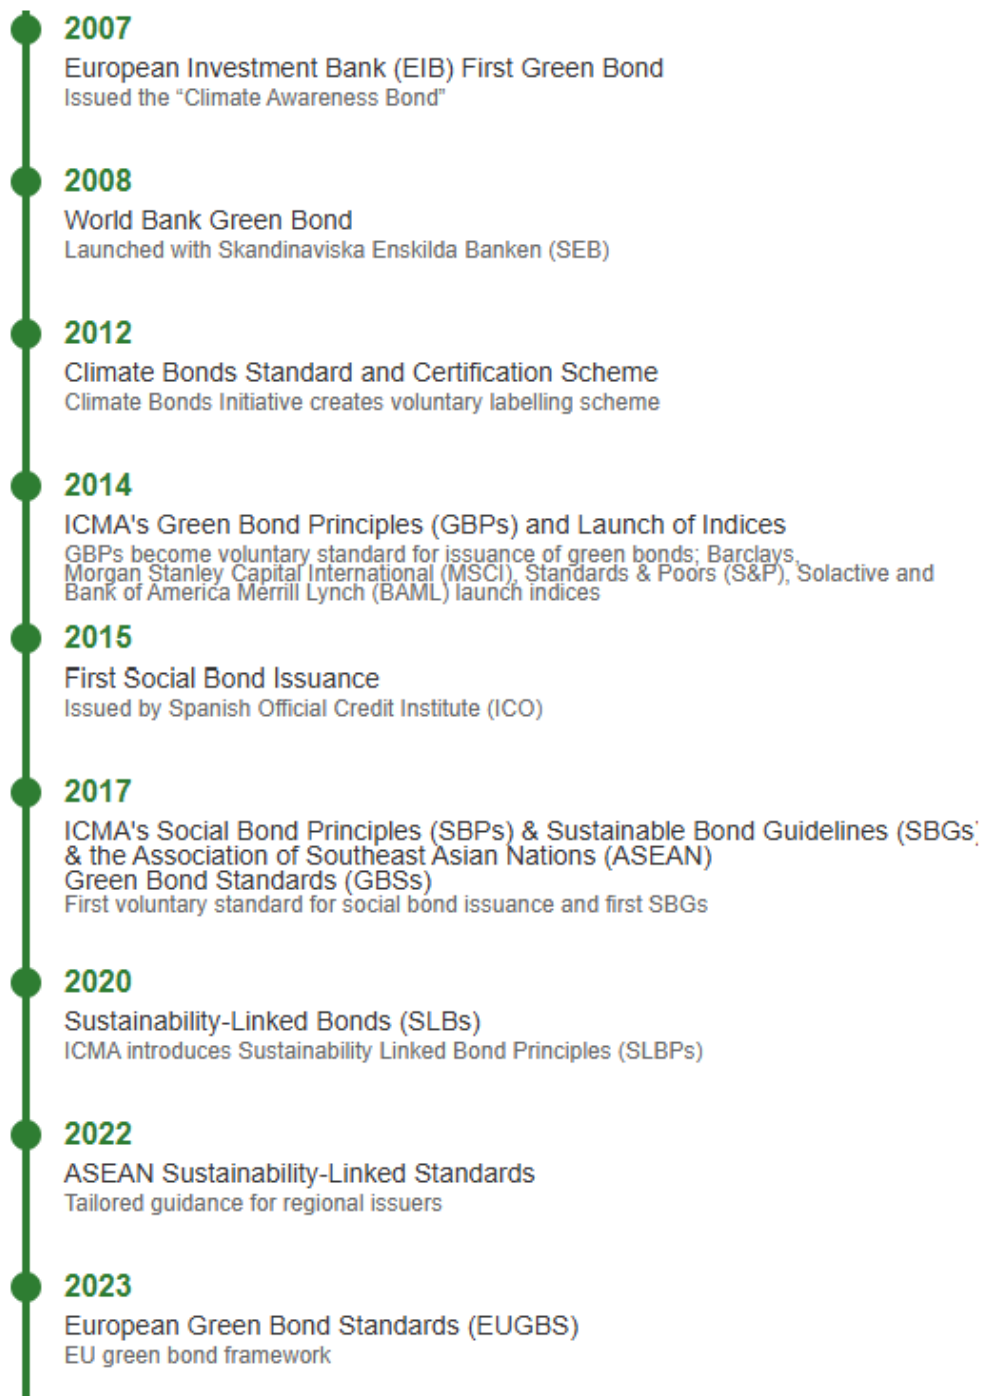 2007
European Investment Bank (EIB) First Green Bond
Issued the “Climate Awareness Bond”
2008
World Bank Green Bond
Launched with Skandinaviska Enskilda Banken (SEB)
2012
Climate Bonds Standard and Certification Scheme
Climate Bonds Initiative creates voluntary labelling scheme
2014
ICMA's Green Bond Principles (GBPs) and Launch of Indices
GBPs become voluntary standard for issuance of green bonds; Barclays,
Morgan Stanley Capital International (MSCI), Standards & Poors (S&P), Solactive and
Bank of America Merrill Lynch (BAML) launch indices
2015
First Social Bond Issuance
Issued by Spanish Official Credit Institute (ICO)
2017
ICMA's Social Bond Principles (SBPs) & Sustainable Bond Guidelines (SBGs)
& the Association of Southeast Asian Nations (ASEAN)
Green Bond Standards (GBSs)
First voluntary standard for social bond issuance and first SBGs
2020
Sustainability-Linked Bonds (SLBs)
ICMA introduces Sustainability Linked Bond Principles (SLBPs)
2022
ASEAN Sustainability-Linked Standards
Tailored guidance for regional issuers
2023
European Green Bond Standards (EUGBS)
EU green bond framework